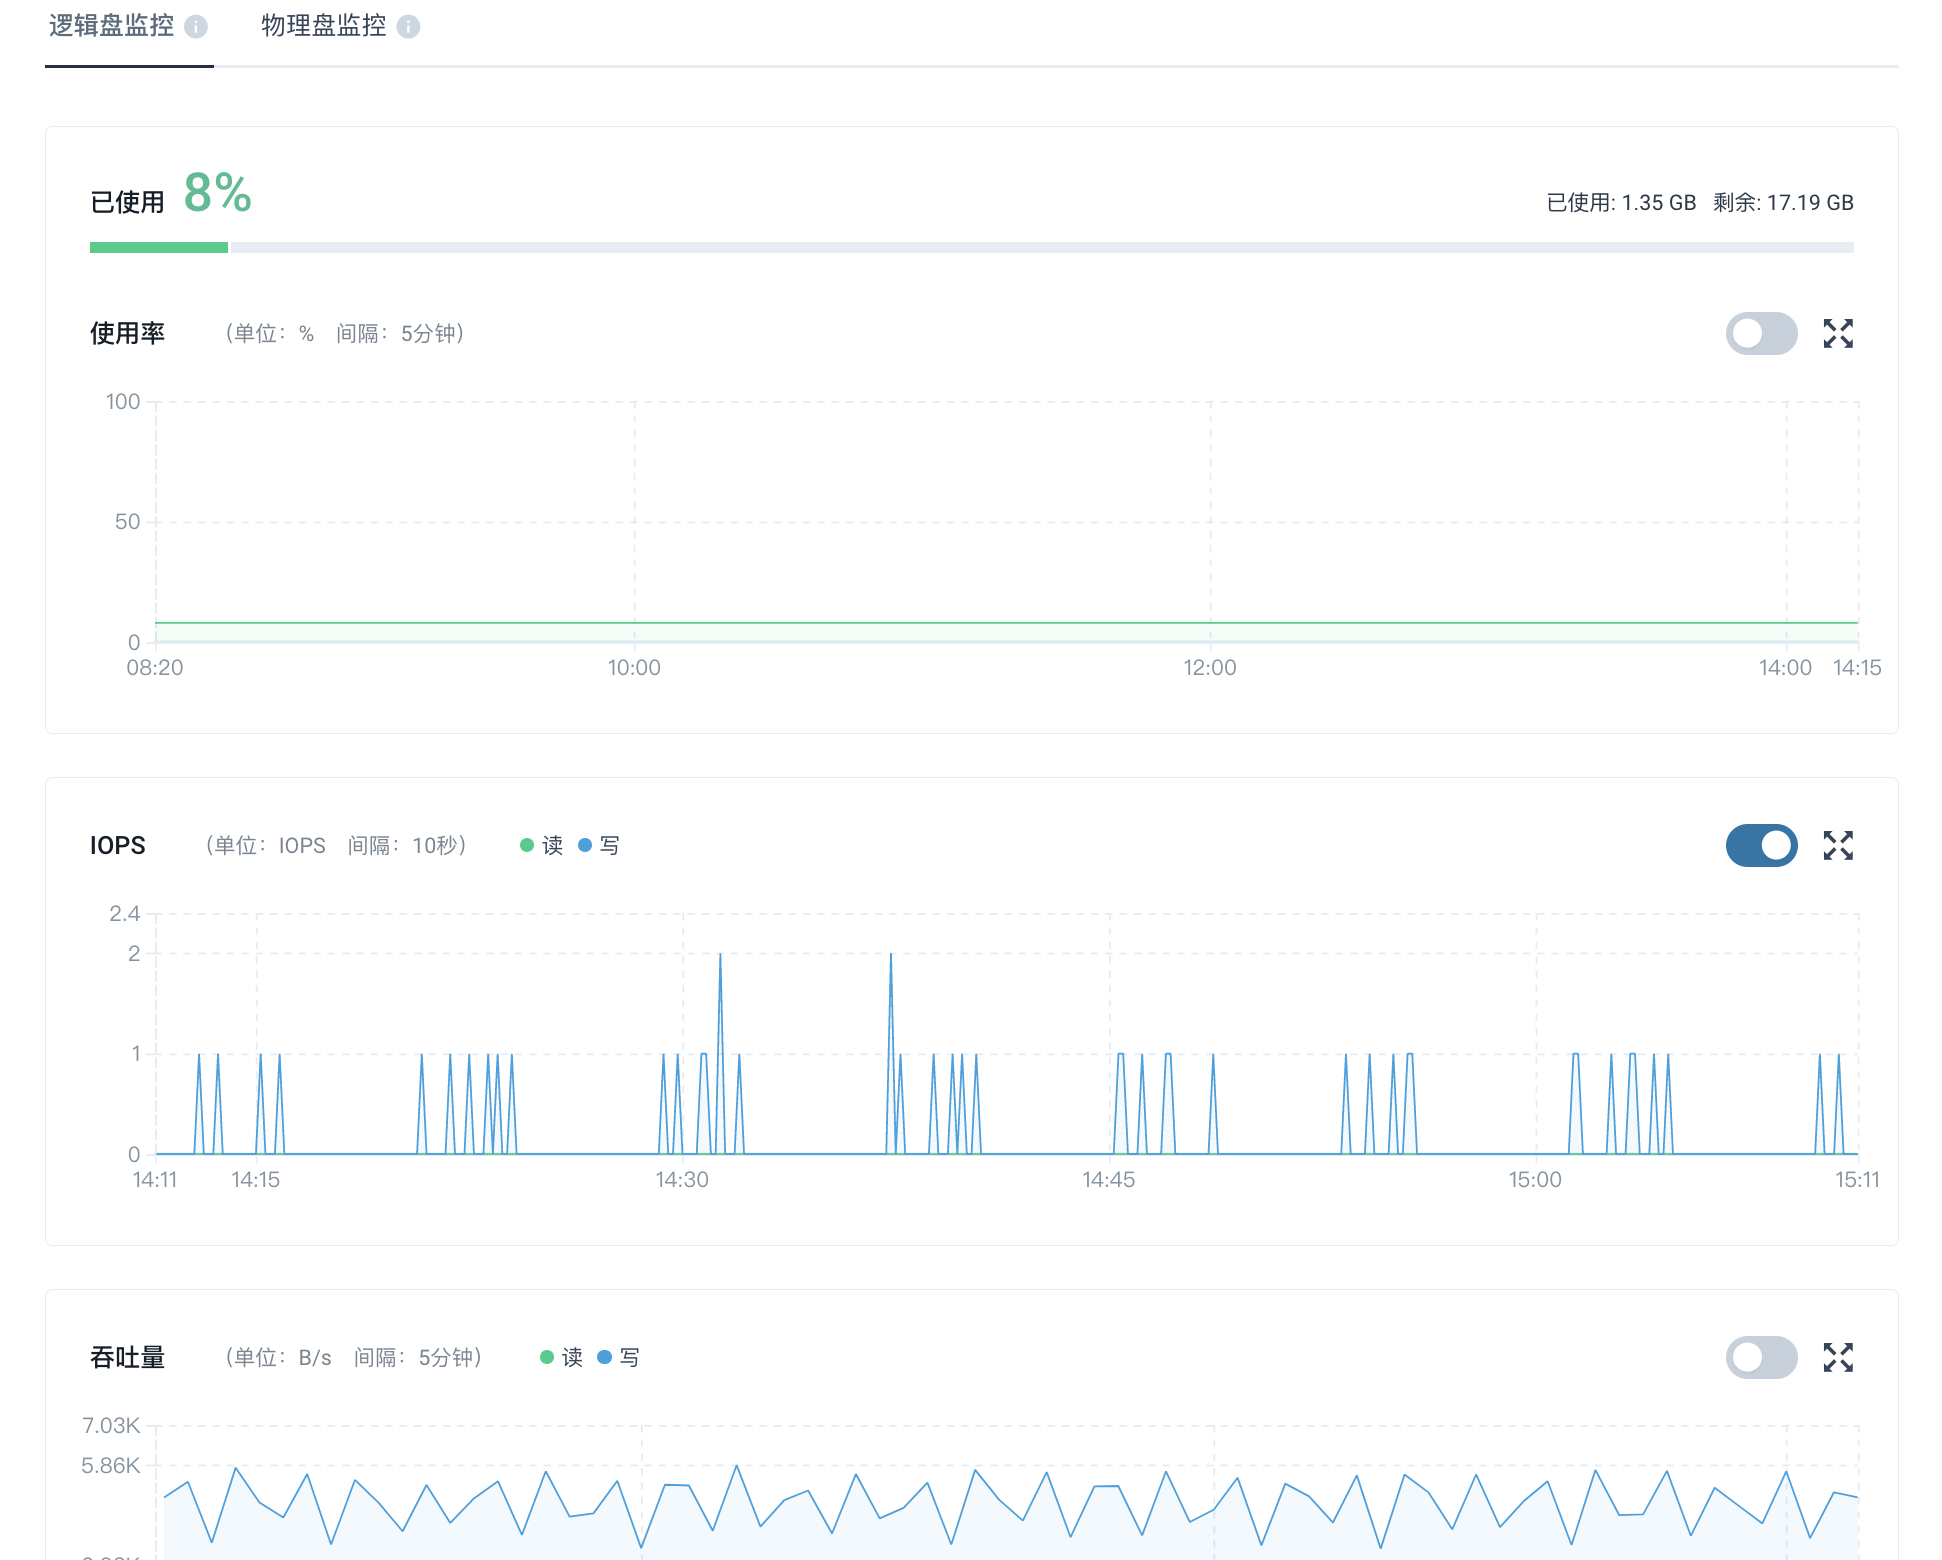 逻辑盘监控 物理盘监控
已使用 8% 已使用: 1.35 GB 剩余: 17.19 GB
使用率 （单位：% 间隔：5分钟）
100
50
0
08:20 10:00 12:00 14:00 14:15
IOPS （单位：IOPS 间隔：10秒） 读 写
2.4
2
1
0
14:11 14:15 14:30 14:45 15:00 15:11
吞吐量 （单位：B/s 间隔：5分钟） 读 写
7.03K
5.86K